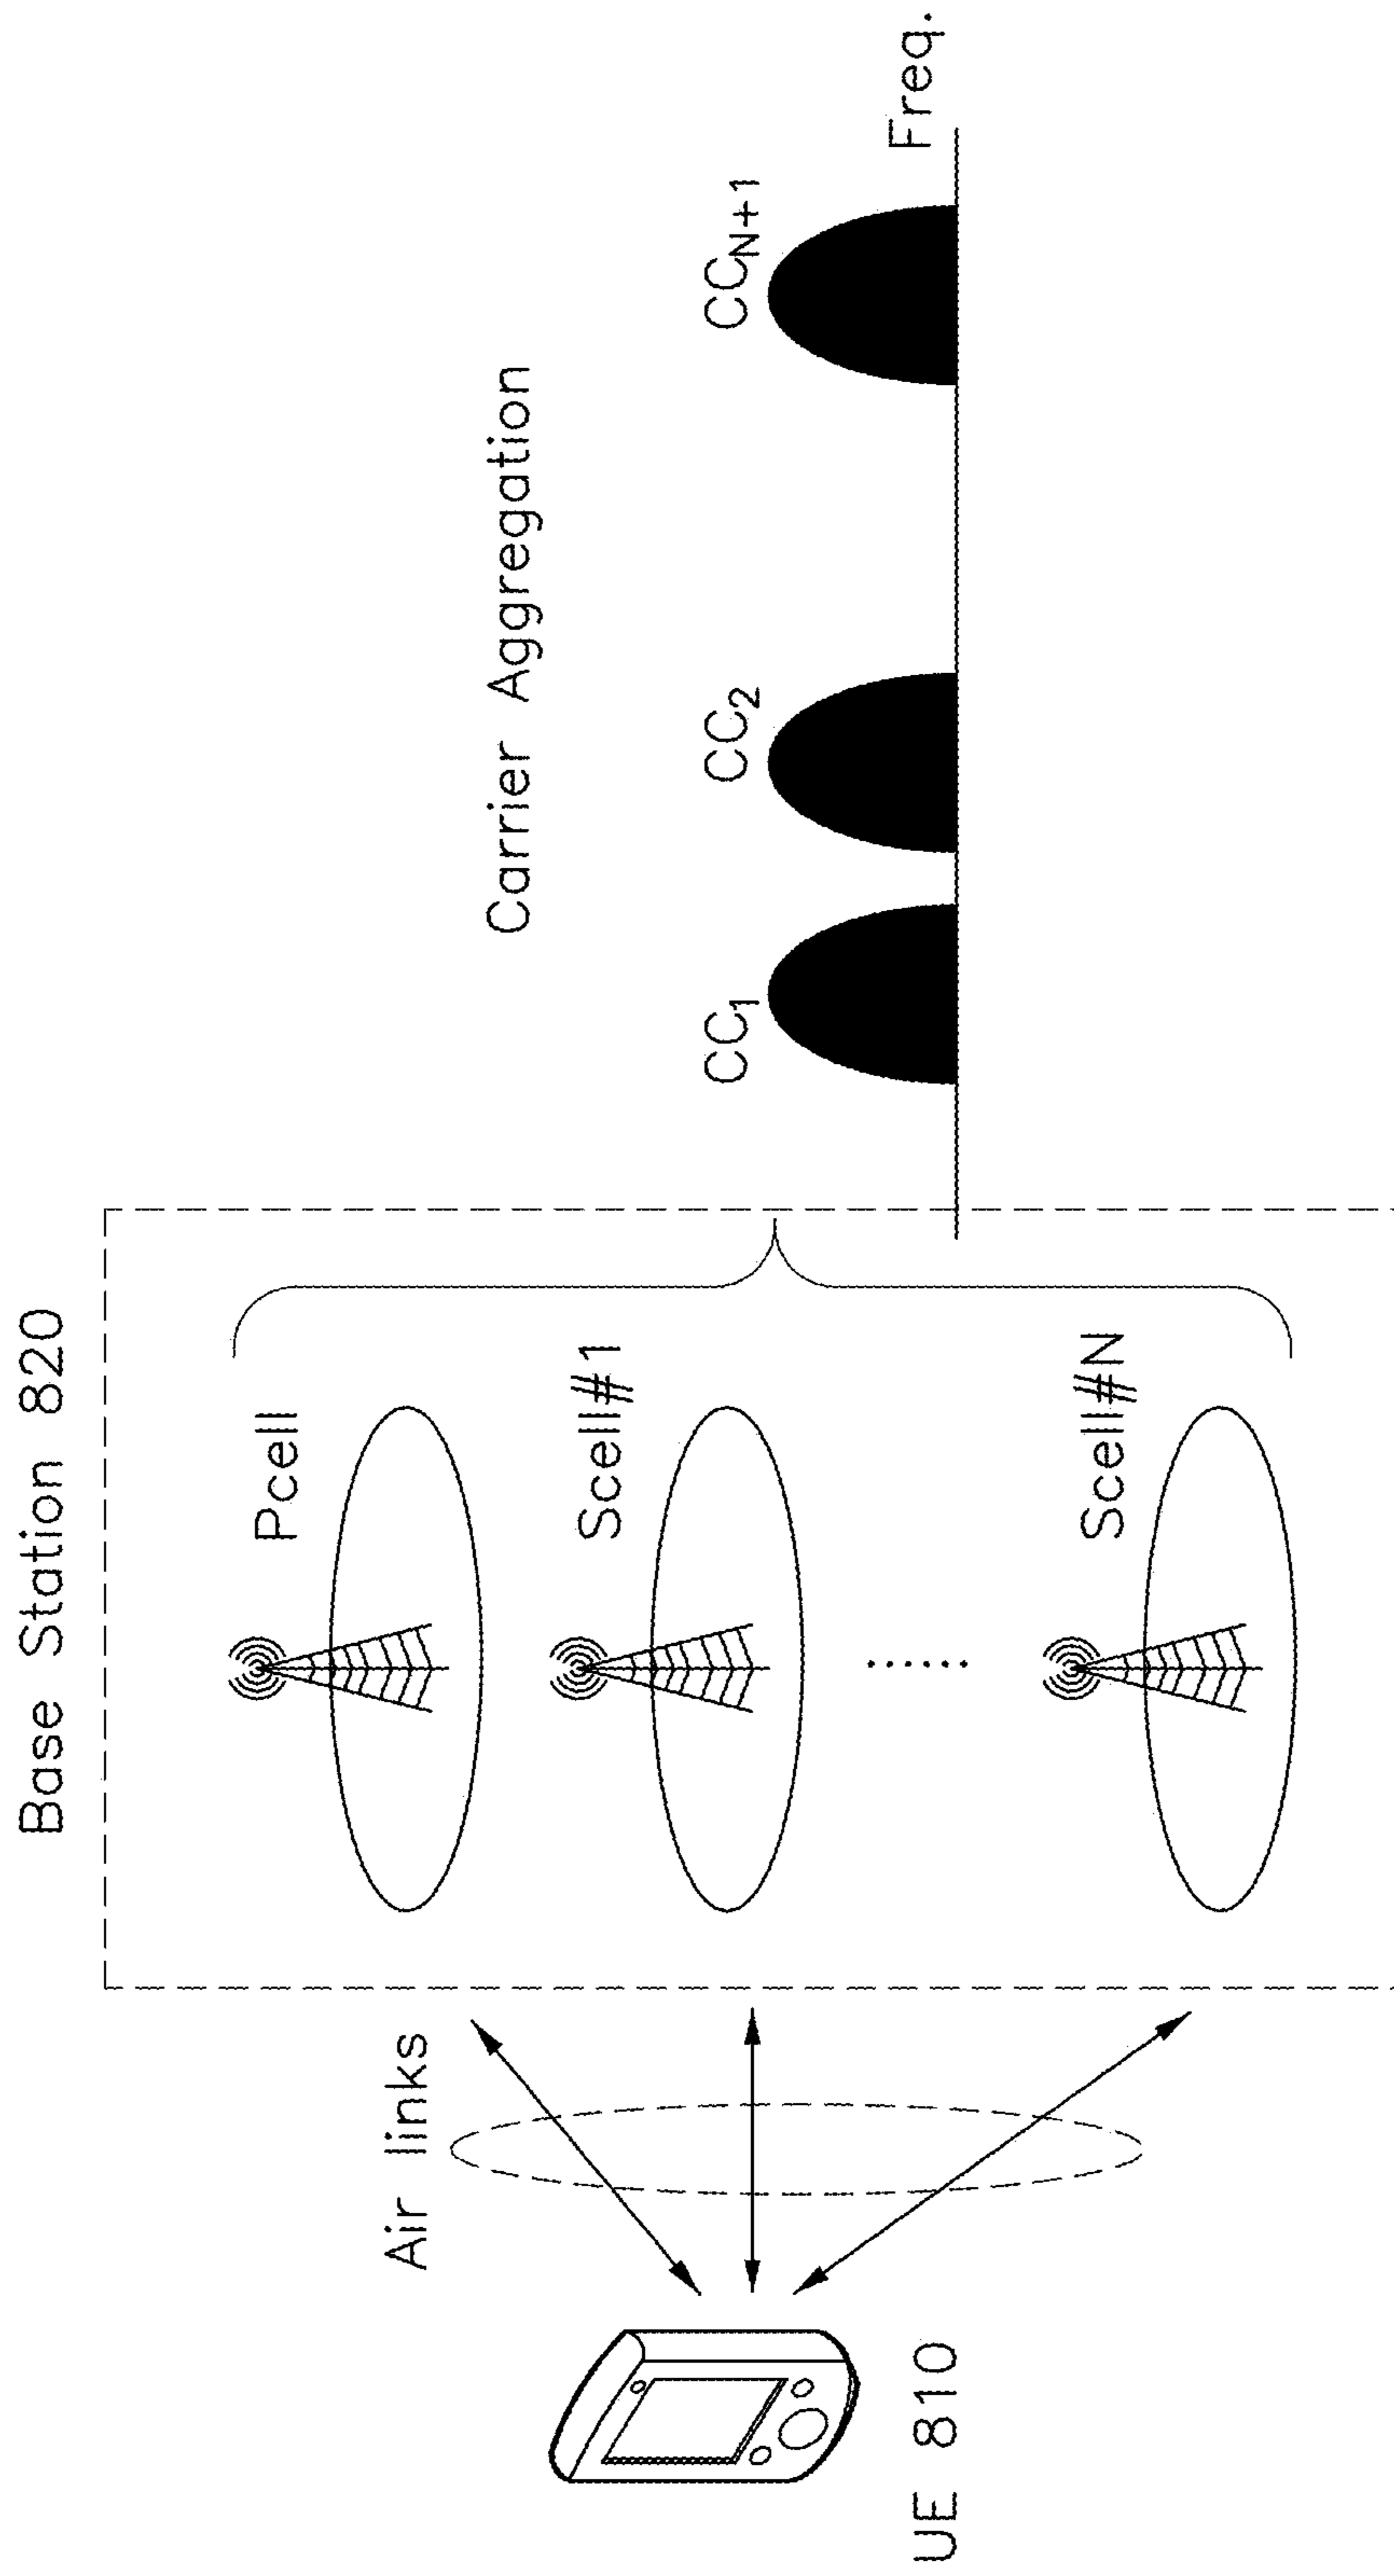 Base Station 820
Air links
Pcell
Scell#1
......
Scell#N
UE 810
Carrier Aggregation
CC1
CC2
CCN+1
Freq.